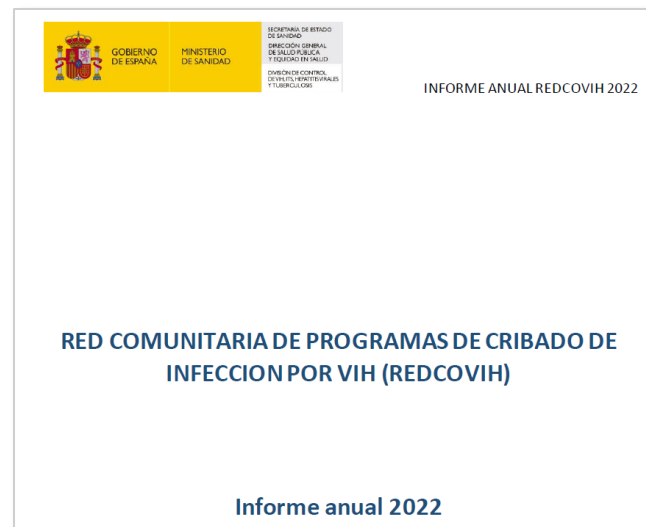 GOBIERNO
DE ESPAÑA
MINISTERIO
DE SANIDAD
SECRETARÍA DE ESTADO
DE SANIDAD
DIRECCIÓN GENERAL
DE SALUD PÚBLICA
Y EQUIDAD EN SALUD
DIVISIÓN DE CONTROL
DE VIH, ITS, HEPATITIS VIRALES
Y TUBERCULOSIS
INFORME ANUAL REDCOVIH 2022
RED COMUNITARIA DE PROGRAMAS DE CRIBADO DE
INFECCION POR VIH (REDCOVIH)
Informe anual 2022